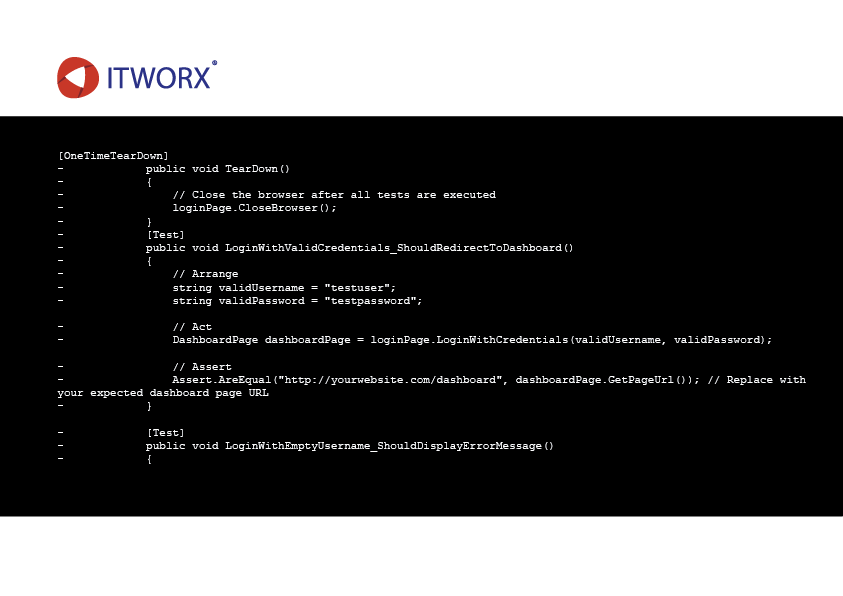 ITWORX®
[OneTimeTearDown]
- public void TearDown()
- {
- // Close the browser after all tests are executed
- loginPage.CloseBrowser();
- }
- [Test]
- public void LoginWithValidCredentials_ShouldRedirectToDashboard()
- {
- // Arrange
- string validUsername = "testuser";
- string validPassword = "testpassword";
- // Act
- DashboardPage dashboardPage = loginPage.LoginWithCredentials(validUsername, validPassword);
- // Assert
- Assert.AreEqual("http://yourwebsite.com/dashboard", dashboardPage.GetPageUrl()); // Replace with
your expected dashboard page URL
- }
- [Test]
- public void LoginWithEmptyUsername_ShouldDisplayErrorMessage()
- {